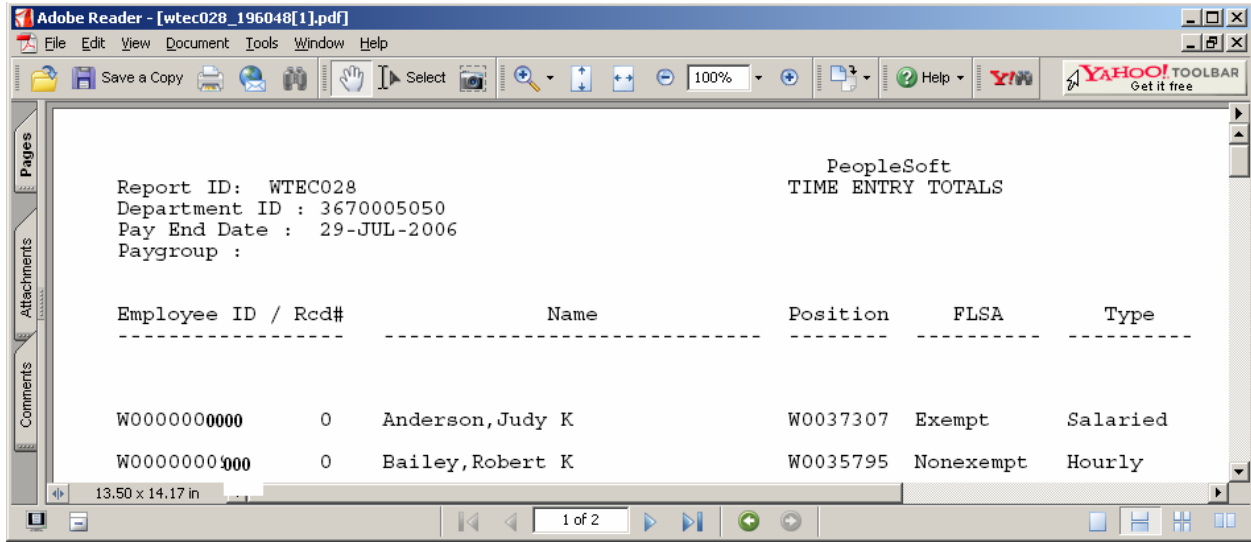 Adobe Reader - [wtec028_196048[1].pdf]
File Edit View Document Tools Window Help
Save a Copy Select 100% Help Y! YAHOO! TOOLBAR
Get it free
Pages
Attachments
Comments
PeopleSoft
Report ID: WTEC028 TIME ENTRY TOTALS
Department ID : 3670005050
Pay End Date : 29-JUL-2006
Paygroup :
Employee ID / Rcd# Name Position FLSA Type
W0000000000 0 Anderson,Judy K W0037307 Exempt Salaried
0 Bailey,Robert K W0035795 Nonexempt Hourly
13.50 x 14.17 in
1 of 2